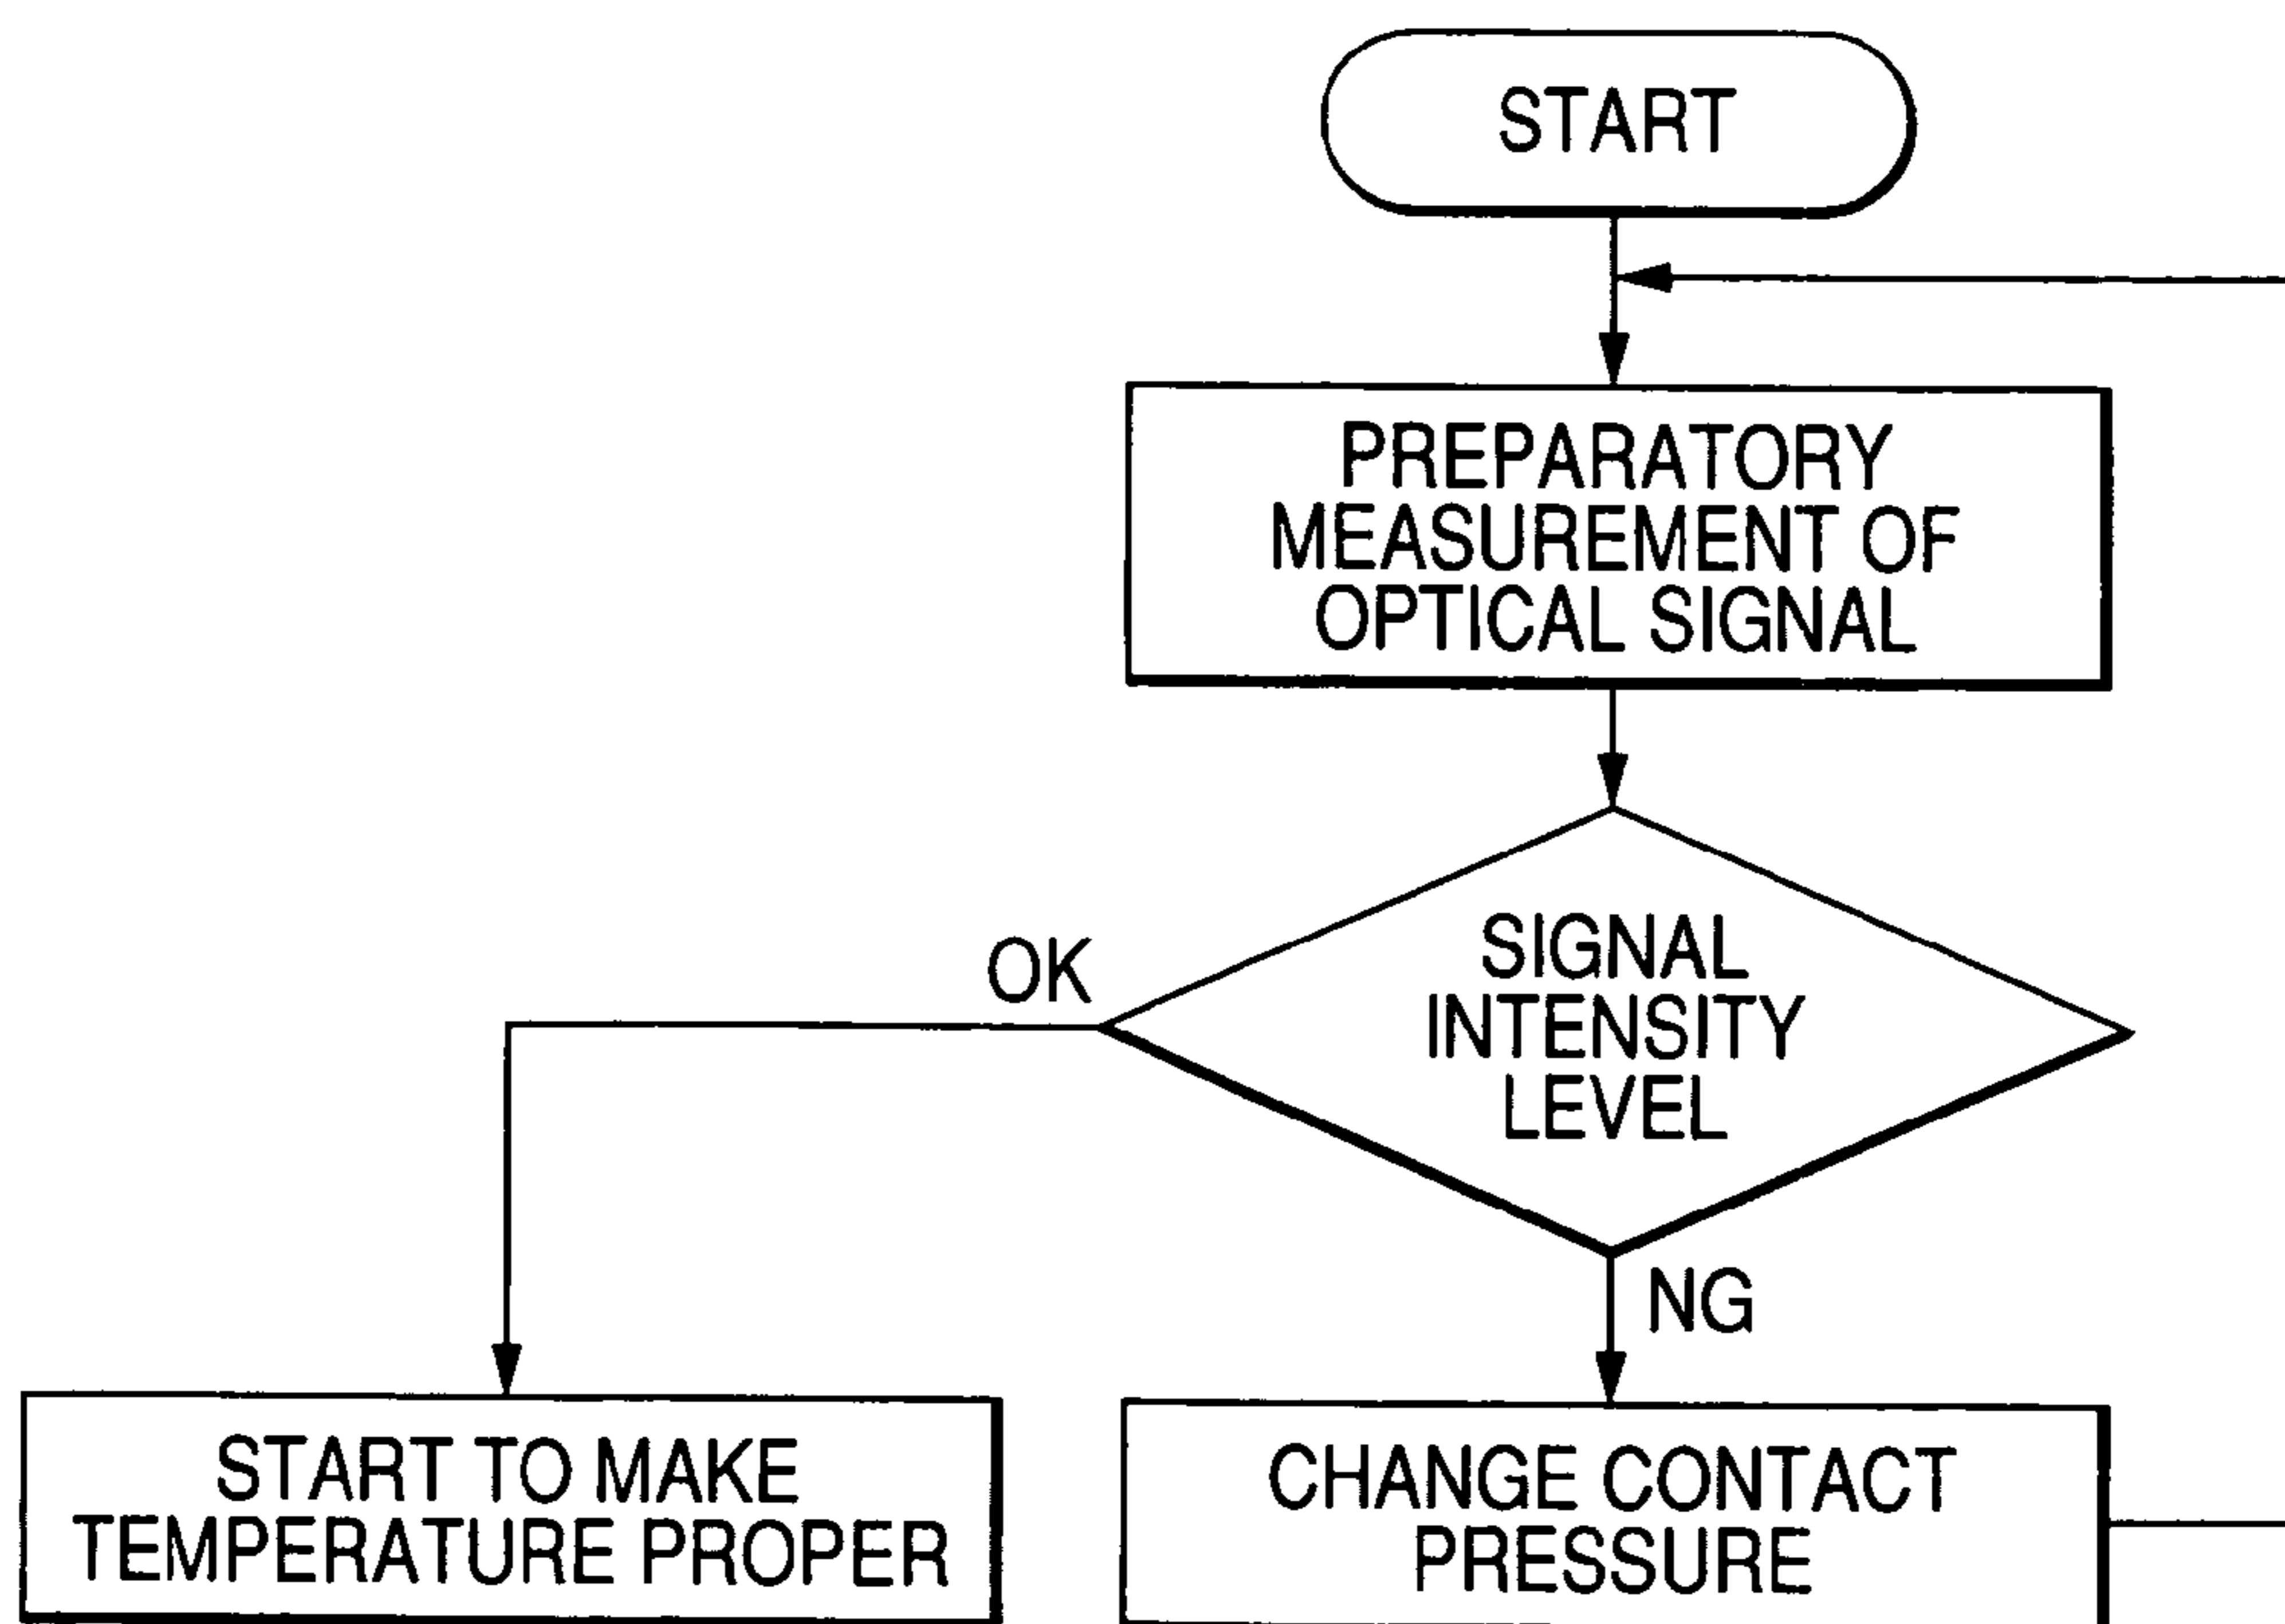 START
PREPARATORY
MEASUREMENT OF
OPTICAL SIGNAL
SIGNAL
INTENSITY
LEVEL
OK
NG
START TO MAKE
TEMPERATURE PROPER
CHANGE CONTACT
PRESSURE